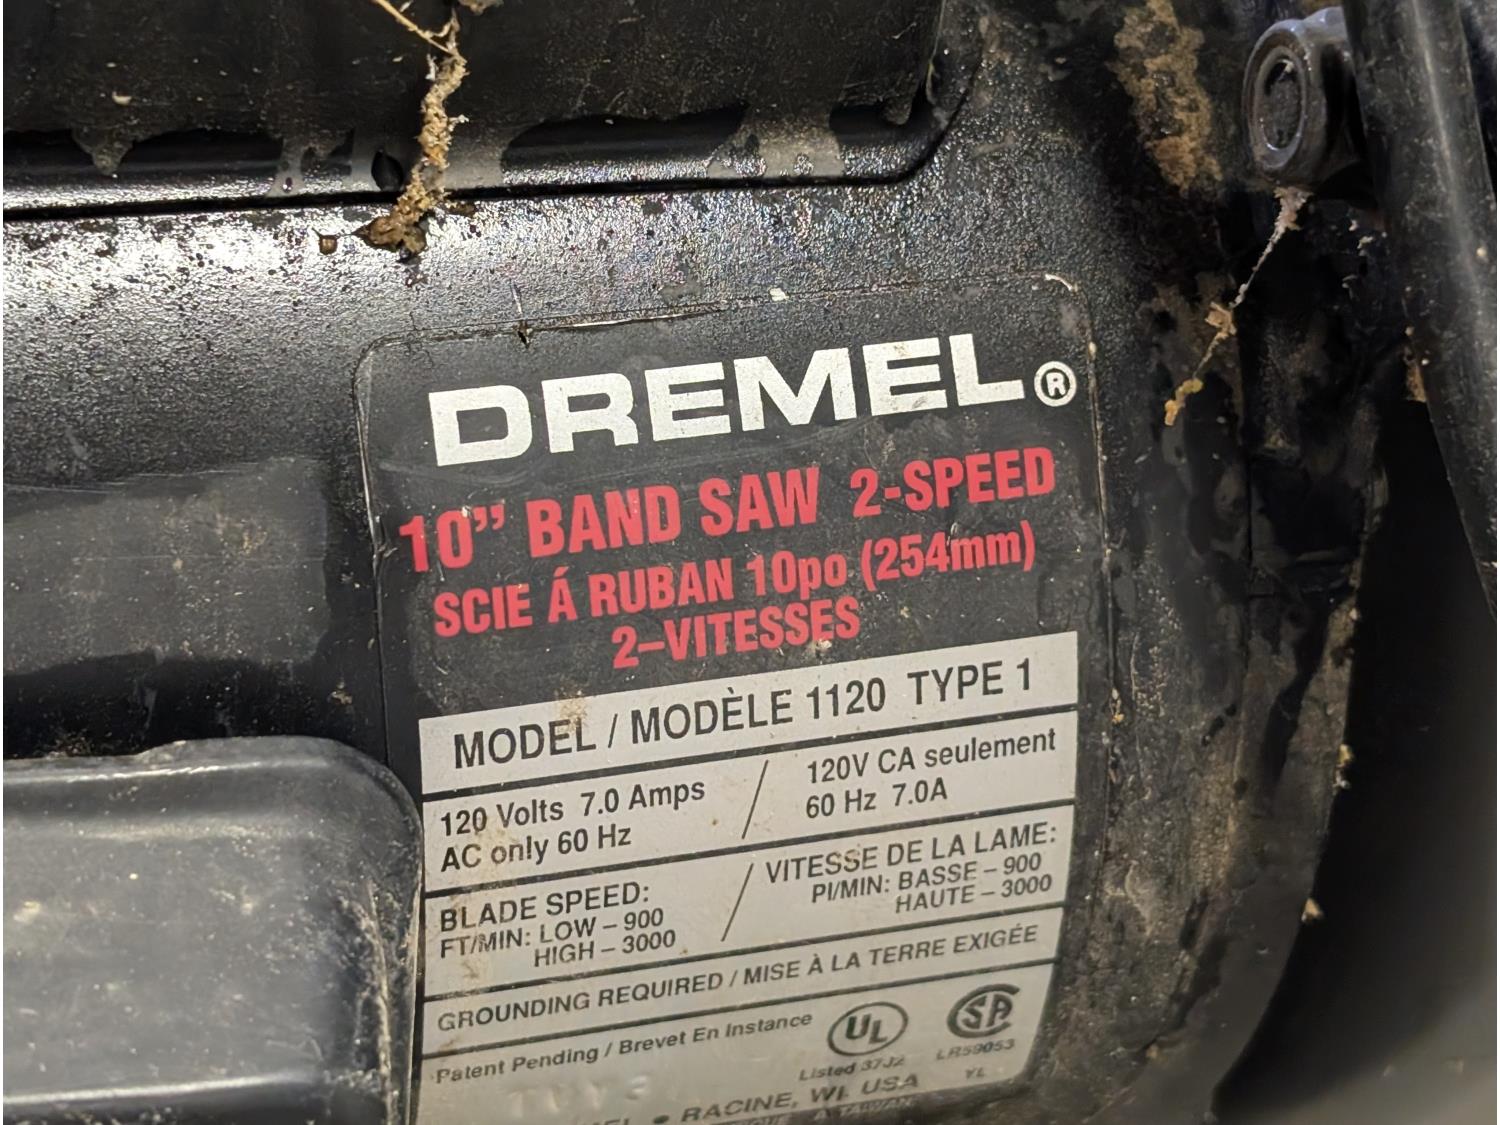 DREMEL®
10” BAND SAW 2-SPEED
SCIE Á RUBAN 10po (254mm)
2–VITESSES
MODEL / MODÈLE 1120 TYPE 1
120 Volts 7.0 Amps / 120V CA seulement
AC only 60 Hz 60 Hz 7.0A
BLADE SPEED: / VITESSE DE LA LAME:
FT/MIN: LOW – 900 PI/MIN: BASSE – 900
HIGH – 3000 HAUTE – 3000
GROUNDING REQUIRED / MISE À LA TERRE EXIGÉE
Patent Pending / Brevet En Instance
UL SA
Listed 37J2 LR59053
YL
RACINE, WI. USA